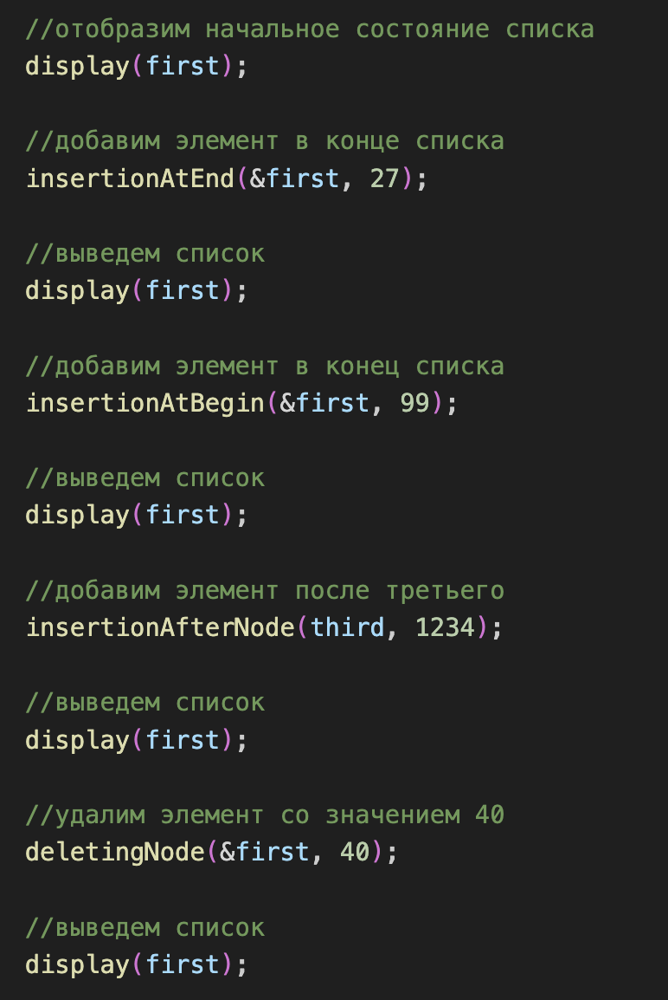 //отобразим начальное состояние списка
display(first);
//добавим элемент в конце списка
insertionAtEnd(&first, 27);
//выведем список
display(first);
//добавим элемент в конец списка
insertionAtBegin(&first, 99);
//выведем список
display(first);
//добавим элемент после третьего
insertionAfterNode(third, 1234);
//выведем список
display(first);
//удалим элемент со значением 40
deletingNode(&first, 40);
//выведем список
display(first);